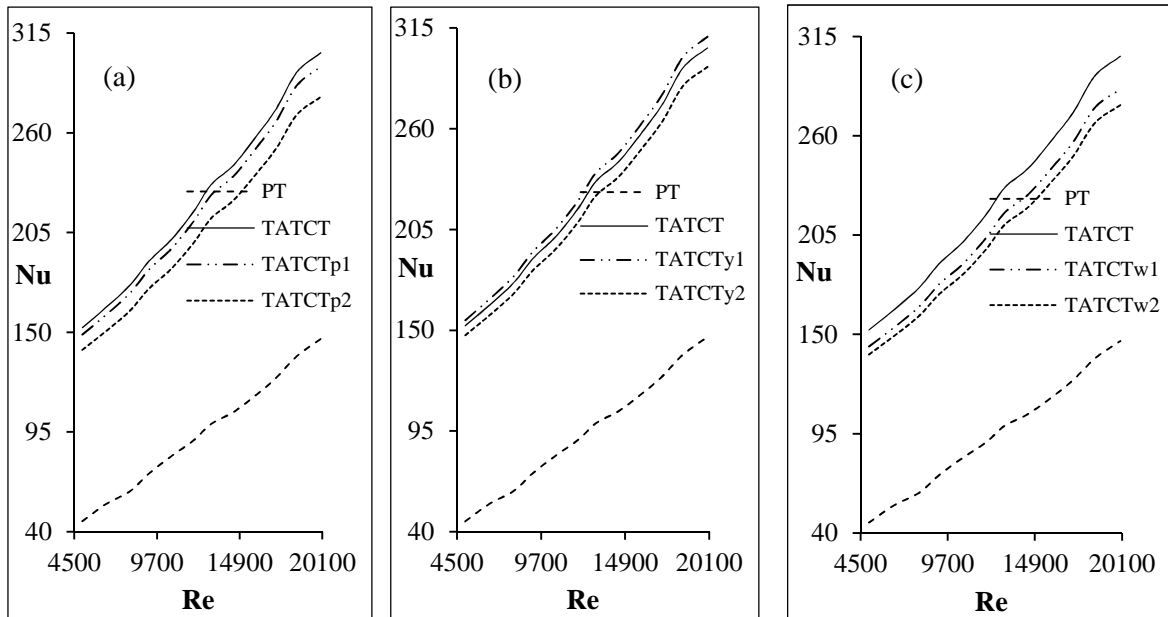 315
(a)
260
PT
205
TATCT
Nu
TATCTp1
TATCTp2
150
95
40
4500 9700 14900 20100
Re
315
(b)
260
PT
205
TATCT
Nu
TATCTy1
TATCTy2
150
95
40
4500 9700 14900 20100
Re
315
(c)
260
PT
205
TATCT
Nu
TATCTw1
TATCTw2
150
95
40
4500 9700 14900 20100
Re